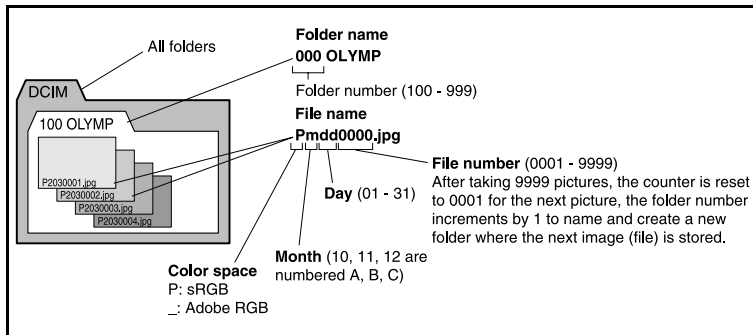 All folders
DCIM
100 OLYMP
P2030001.jpg
P2030002.jpg
P2030003.jpg
P2030004.jpg
Folder name
000 OLYMP
Folder number (100 - 999)
File name
Pmdd0000.jpg
File number (0001 - 9999)
After taking 9999 pictures, the counter is reset
to 0001 for the next picture, the folder number
increments by 1 to name and create a new
folder where the next image (file) is stored.
Day (01 - 31)
Month (10, 11, 12 are
numbered A, B, C)
Color space
P: sRGB
_: Adobe RGB